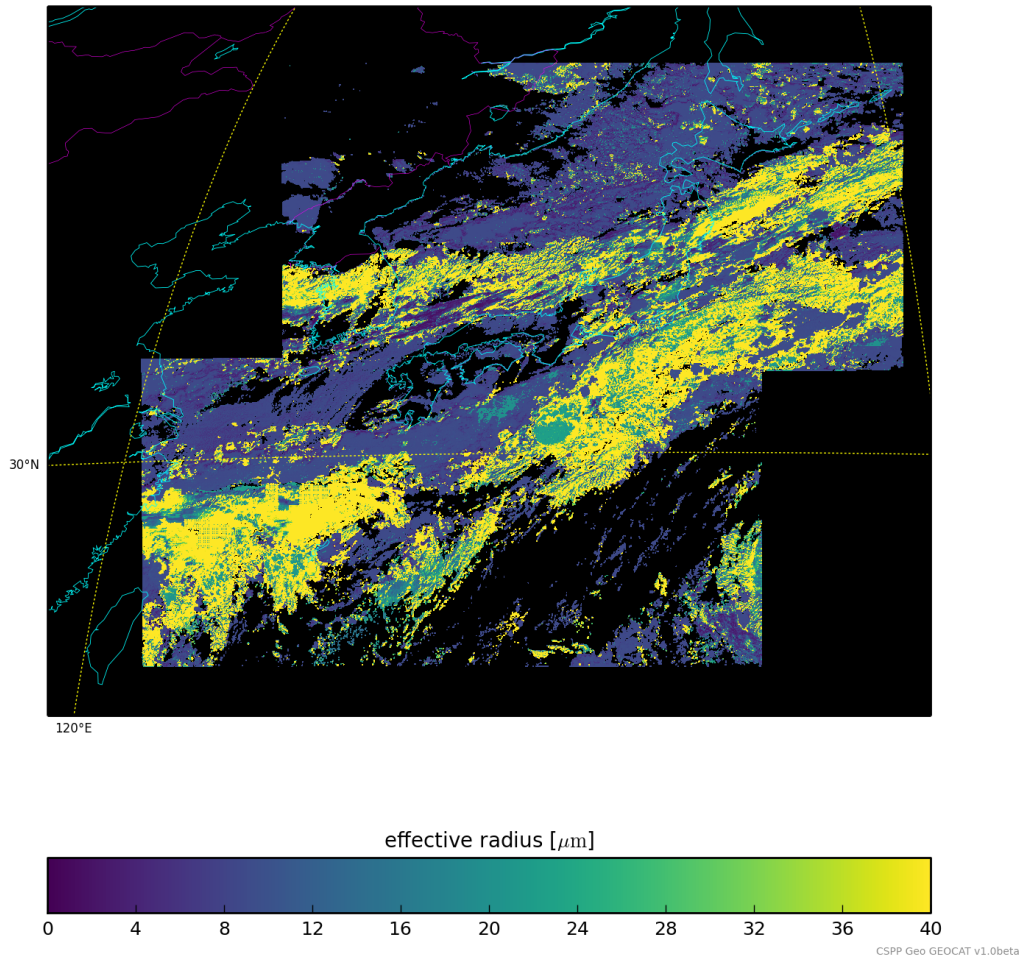 30°N
120°E
effective radius [μm]
0 4 8 12 16 20 24 28 32 36 40
CSPP Geo GEOCAT v1.0beta